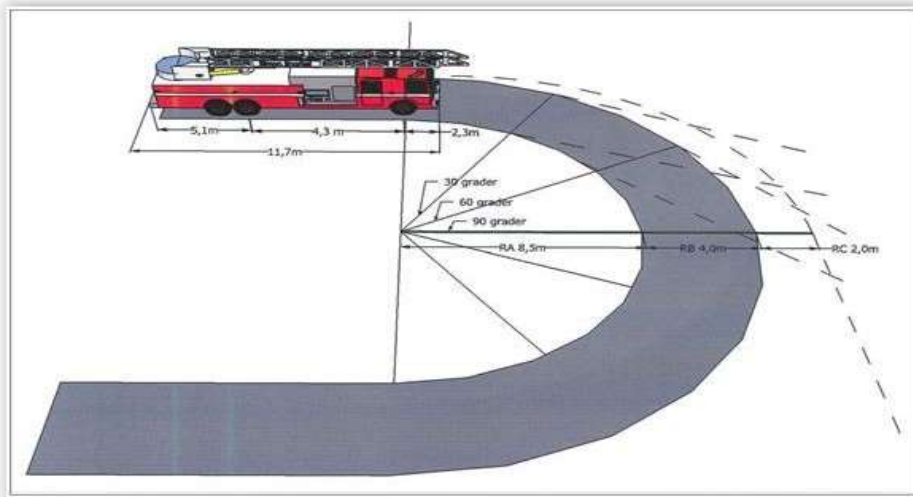 5,1m
4,3 m
2,3m
11,7m
30 grader
60 grader
90 grader
RA 8,5m
RB 4,0m
RC 2,0m